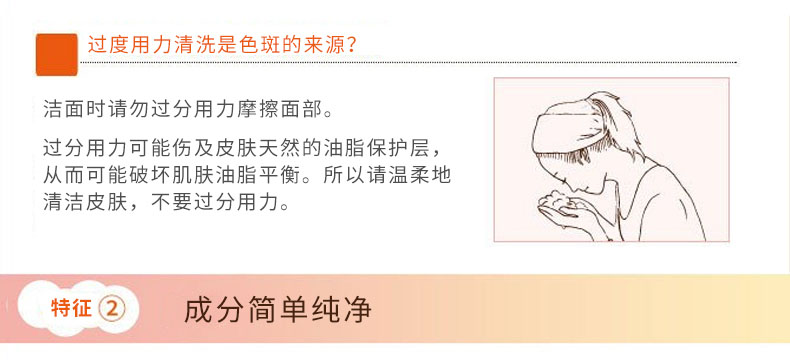 过度用力清洗是色斑的来源？
洁面时请勿过分用力摩擦面部。
过分用力可能伤及皮肤天然的油脂保护层，
从而可能破坏肌肤油脂平衡。所以请温柔地
清洁皮肤，不要过分用力。
特征② 成分简单纯净